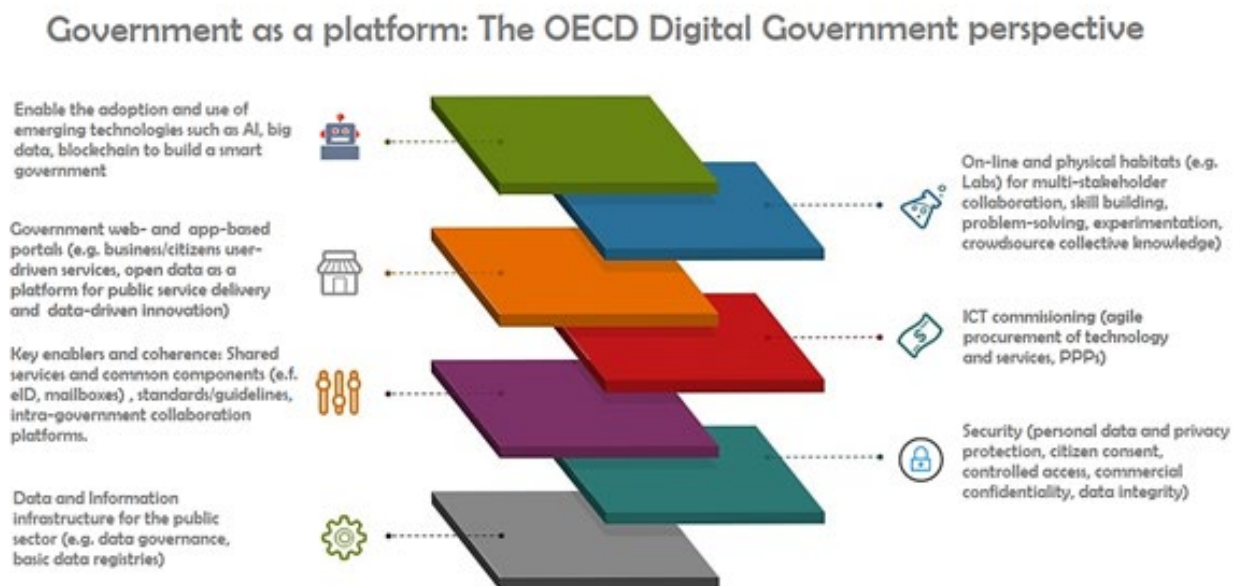 Government as a platform: The OECD Digital Government perspective
Enable the adoption and use of
emerging technologies such as AI, big
data, blockchain to build a smart
government
On-line and physical habitats (e.g.
Labs) for multi-stakeholder
collaboration, skill building,
problem-solving, experimentation,
crowdsource collective knowledge)
Government web- and app-based
portals (e.g. business/citizens user-
driven services, open data as a
platform for public service delivery
and data-driven innovation)
ICT commisioning (agile
procurement of technology
and services, PPPs)
Key enablers and coherence: Shared
services and common components (e.f.
eID, mailboxes) , standards/guidelines,
intra-government collaboration
platforms.
Security (personal data and privacy
protection, citizen consent,
controlled access, commercial
confidentiality, data integrity)
Data and Information
infrastructure for the public
sector (e.g. data governance,
basic data registries)